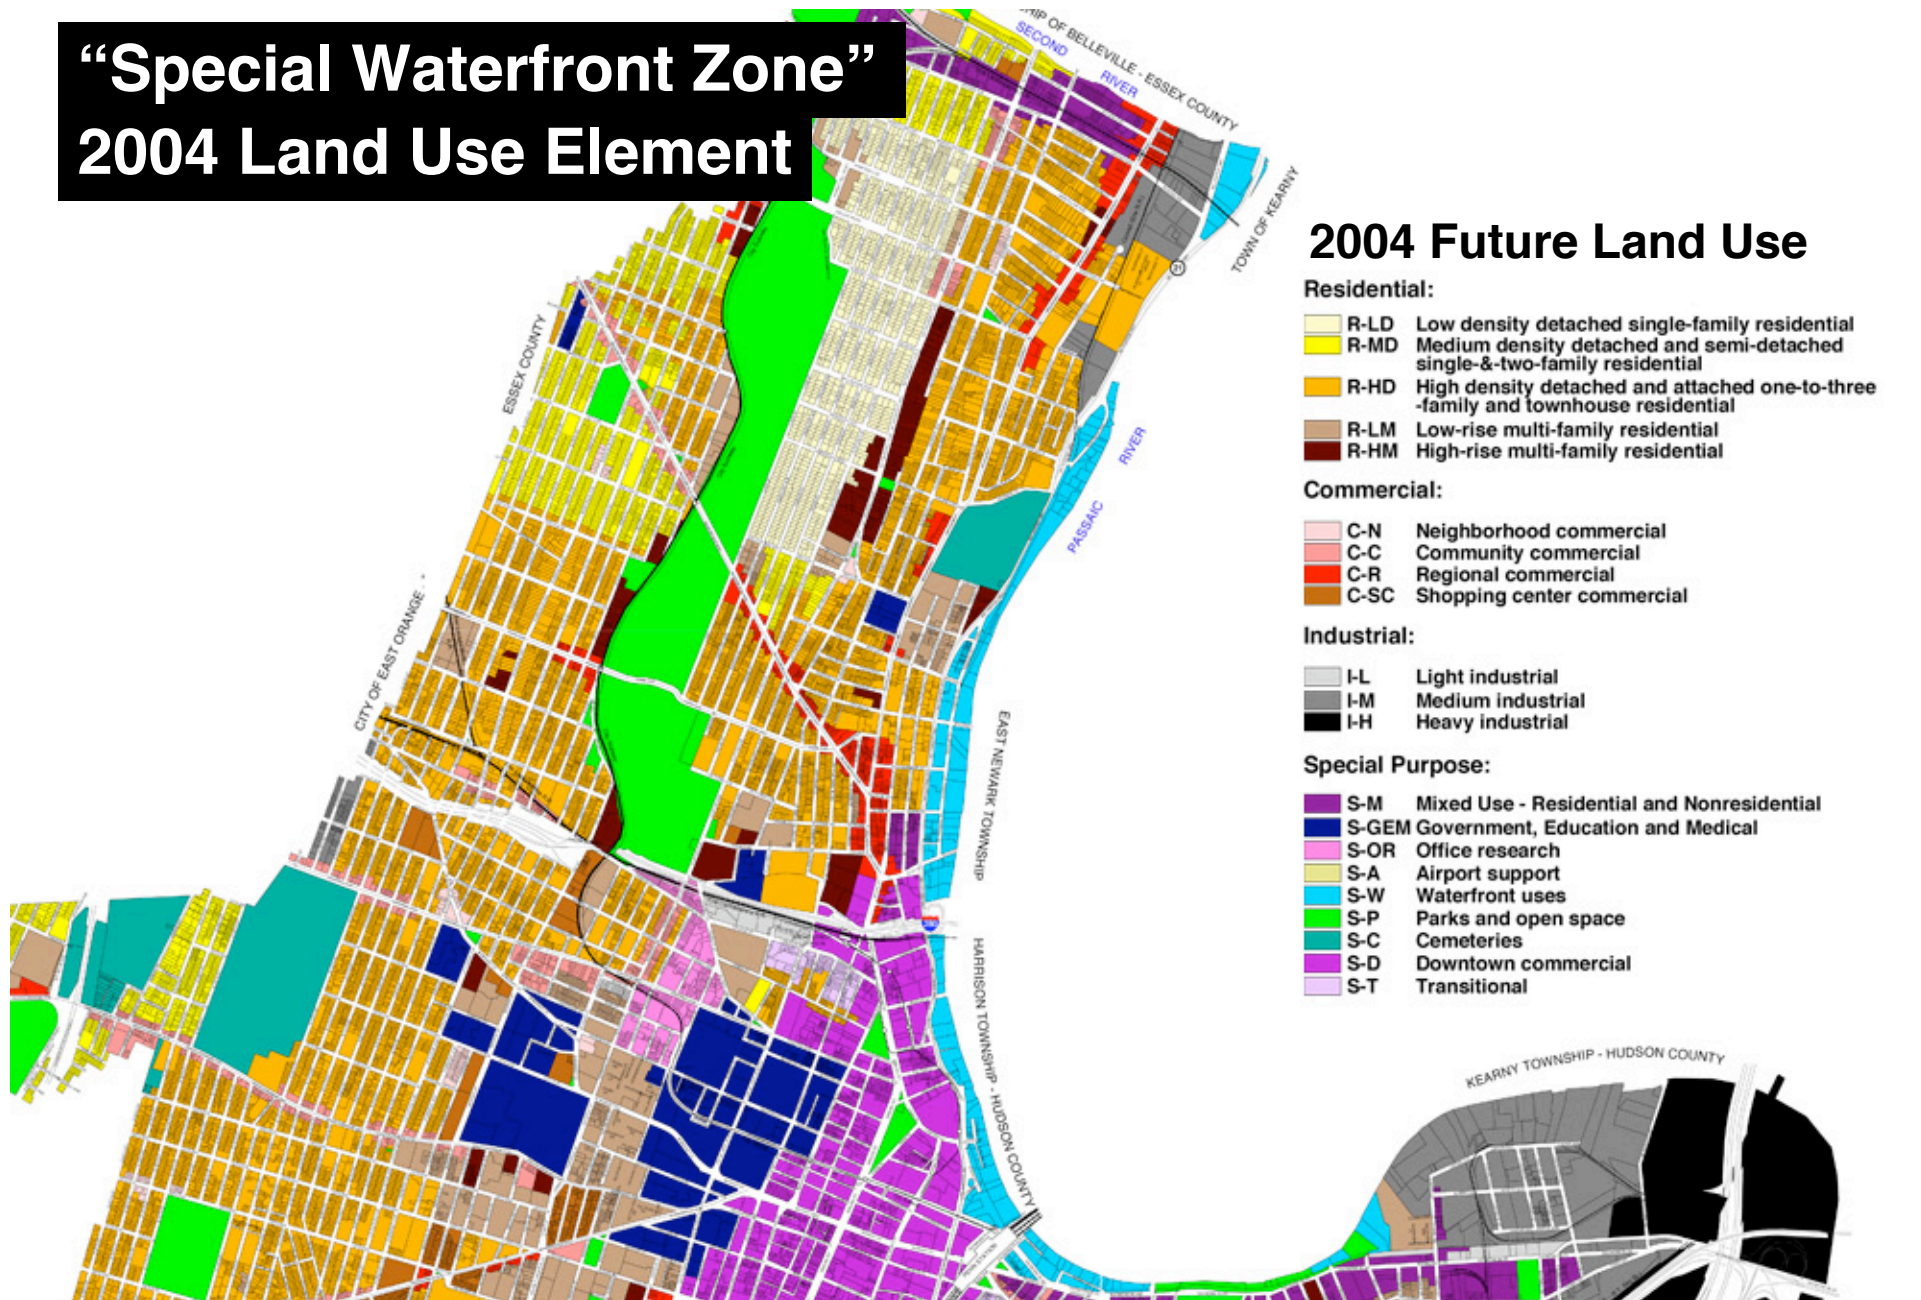 “Special Waterfront Zone”
2004 Land Use Element
SHIP OF BELLEVILLE - ESSEX COUNTY
SECOND
RIVER
TOWN OF KEARNY
21
ESSEX COUNTY
RIVER
PASSAIC
CITY OF EAST ORANGE
EAST NEWARK TOWNSHIP
HARRISON TOWNSHIP - HUDSON COUNTY
KEARNY TOWNSHIP - HUDSON COUNTY
PENN STATION
2004 Future Land Use
Residential:
R-LD Low density detached single-family residential
R-MD Medium density detached and semi-detached
single-&-two-family residential
R-HD High density detached and attached one-to-three
-family and townhouse residential
R-LM Low-rise multi-family residential
R-HM High-rise multi-family residential
Commercial:
C-N Neighborhood commercial
C-C Community commercial
C-R Regional commercial
C-SC Shopping center commercial
Industrial:
I-L Light industrial
I-M Medium industrial
I-H Heavy industrial
Special Purpose:
S-M Mixed Use - Residential and Nonresidential
S-GEM Government, Education and Medical
S-OR Office research
S-A Airport support
S-W Waterfront uses
S-P Parks and open space
S-C Cemeteries
S-D Downtown commercial
S-T Transitional